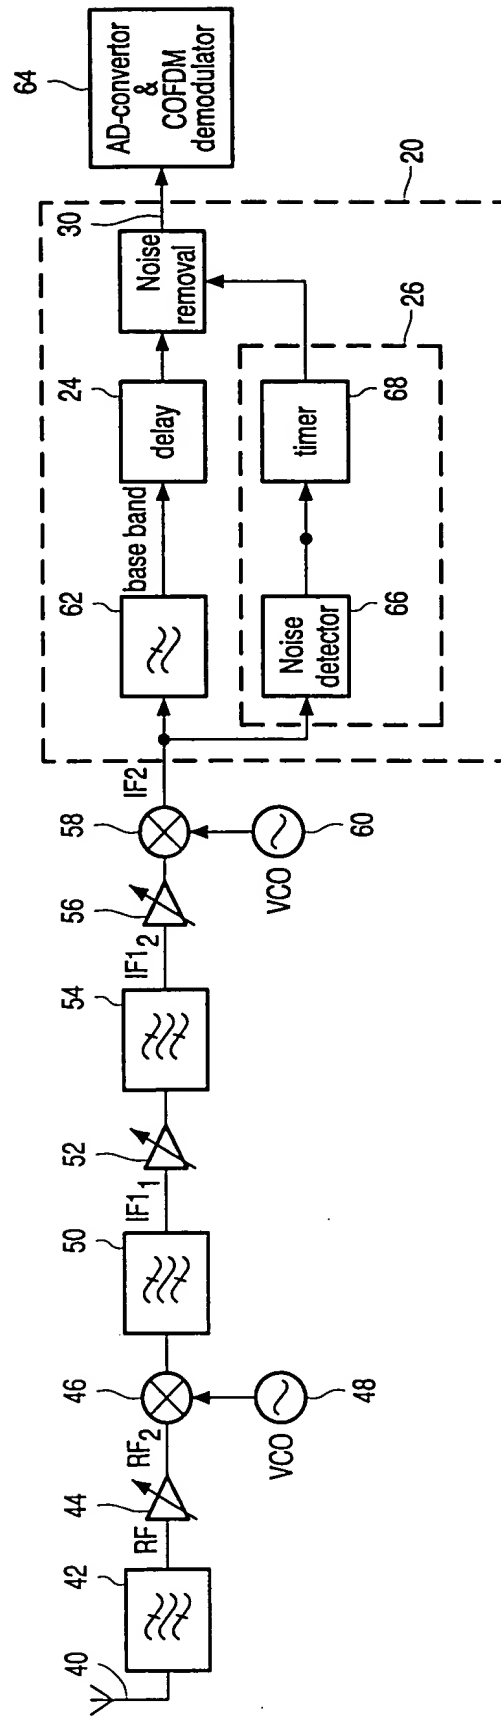 40
42
RF
44
RF2
46
VCO
48
50
IF11
52
54
IF12
56
58
VCO
60
IF2
20
62
base band
24
delay
30
Noise
removal
26
66
Noise
detector
68
timer
64
AD-convertor
&
COFDM
demodulator